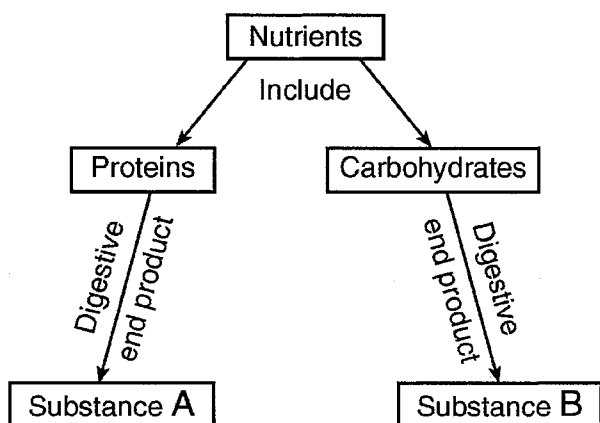 Nutrients
Include
Proteins
Carbohydrates
Digestive
end product
end product
Digestive
Substance A
Substance B